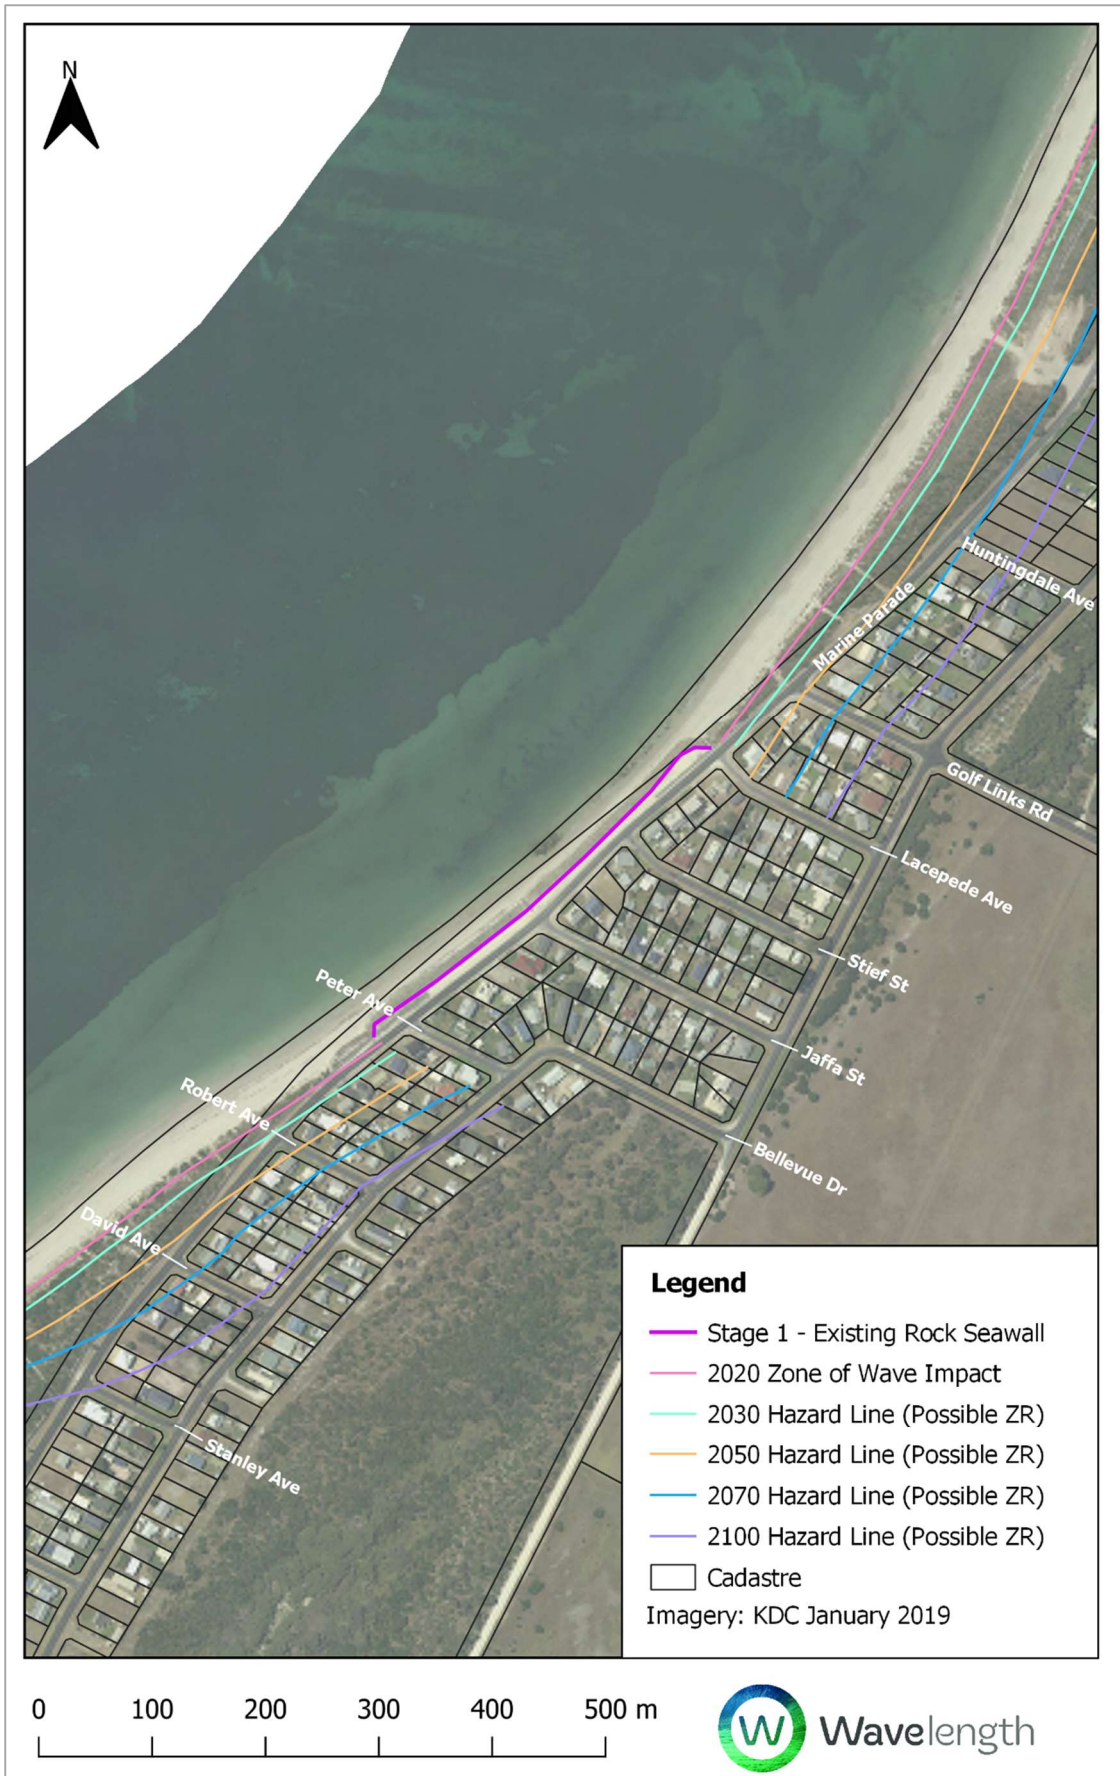 N
Huntingdale Ave
Marine Parade
Golf Links Rd
Lacepede Ave
Stief St
Peter Ave
Jaffa St
Robert Ave
Bellevue Dr
David Ave
Stanley Ave
Legend
Stage 1 - Existing Rock Seawall
2020 Zone of Wave Impact
2030 Hazard Line (Possible ZR)
2050 Hazard Line (Possible ZR)
2070 Hazard Line (Possible ZR)
2100 Hazard Line (Possible ZR)
Cadastre
Imagery: KDC January 2019
0 100 200 300 400 500 m
W Wavelength